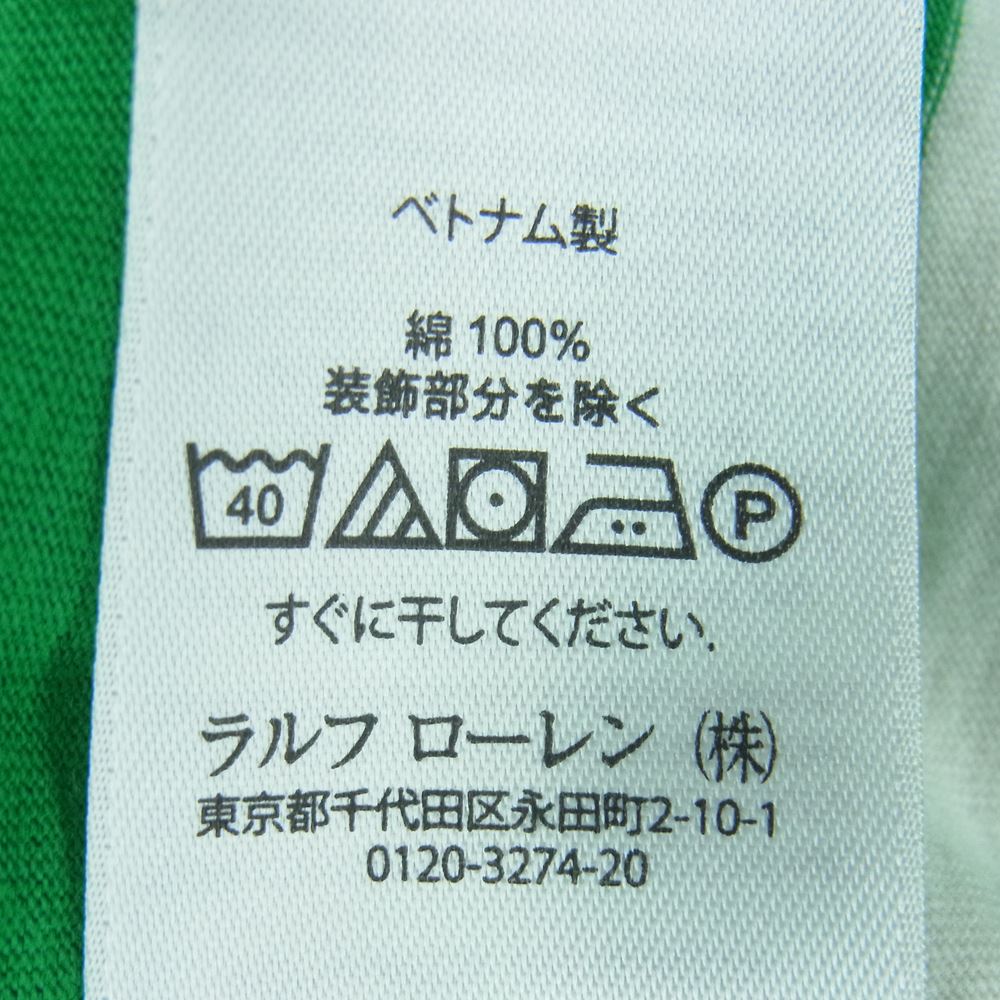 ベトナム製
綿 100%
装飾部分を除く
40 P
すぐに干してください.
ラルフ ローレン (株)
東京都千代田区永田町2-10-1
0120-3274-20